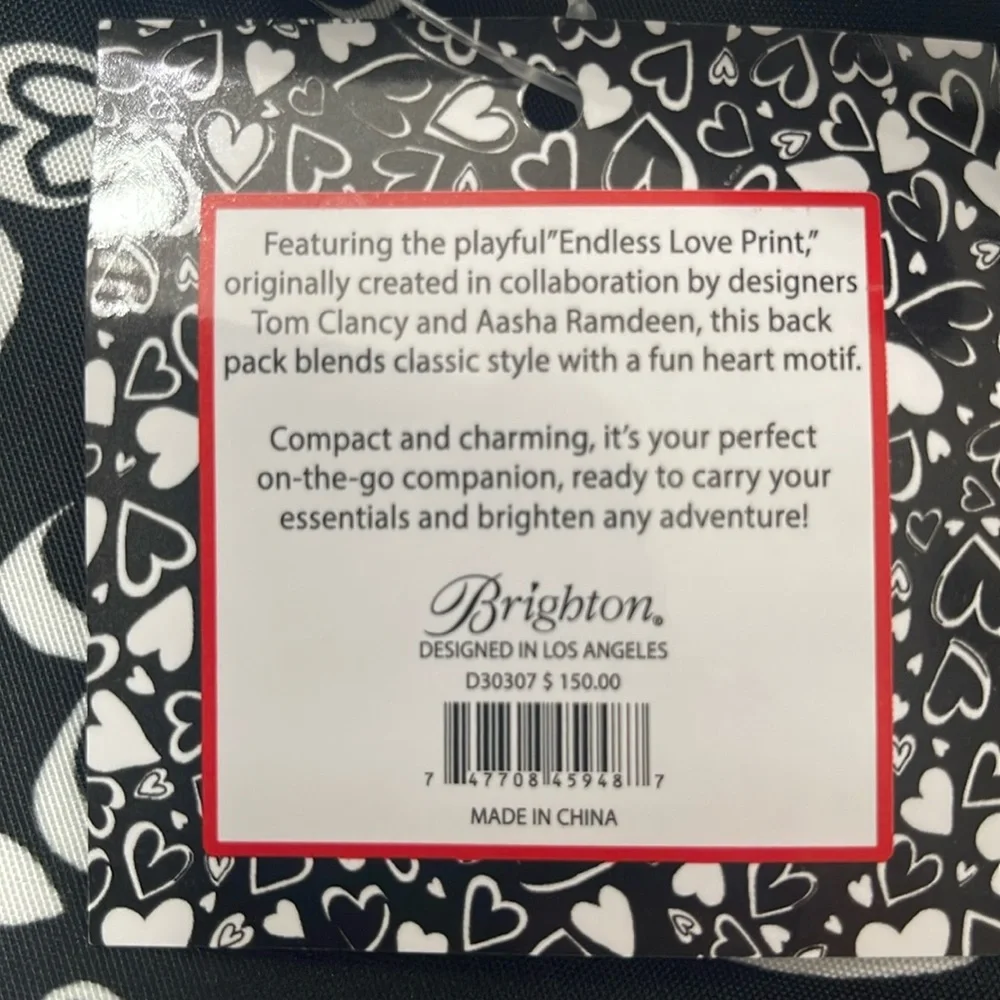 Featuring the playful"Endless Love Print,"
originally created in collaboration by designers
Tom Clancy and Aasha Ramdeen, this back
pack blends classic style with a fun heart motif.
Compact and charming, it's your perfect
on-the-go companion, ready to carry your
essentials and brighten any adventure!
Brighton®
DESIGNED IN LOS ANGELES
D30307 $ 150.00
7 47708 45948 7
MADE IN CHINA